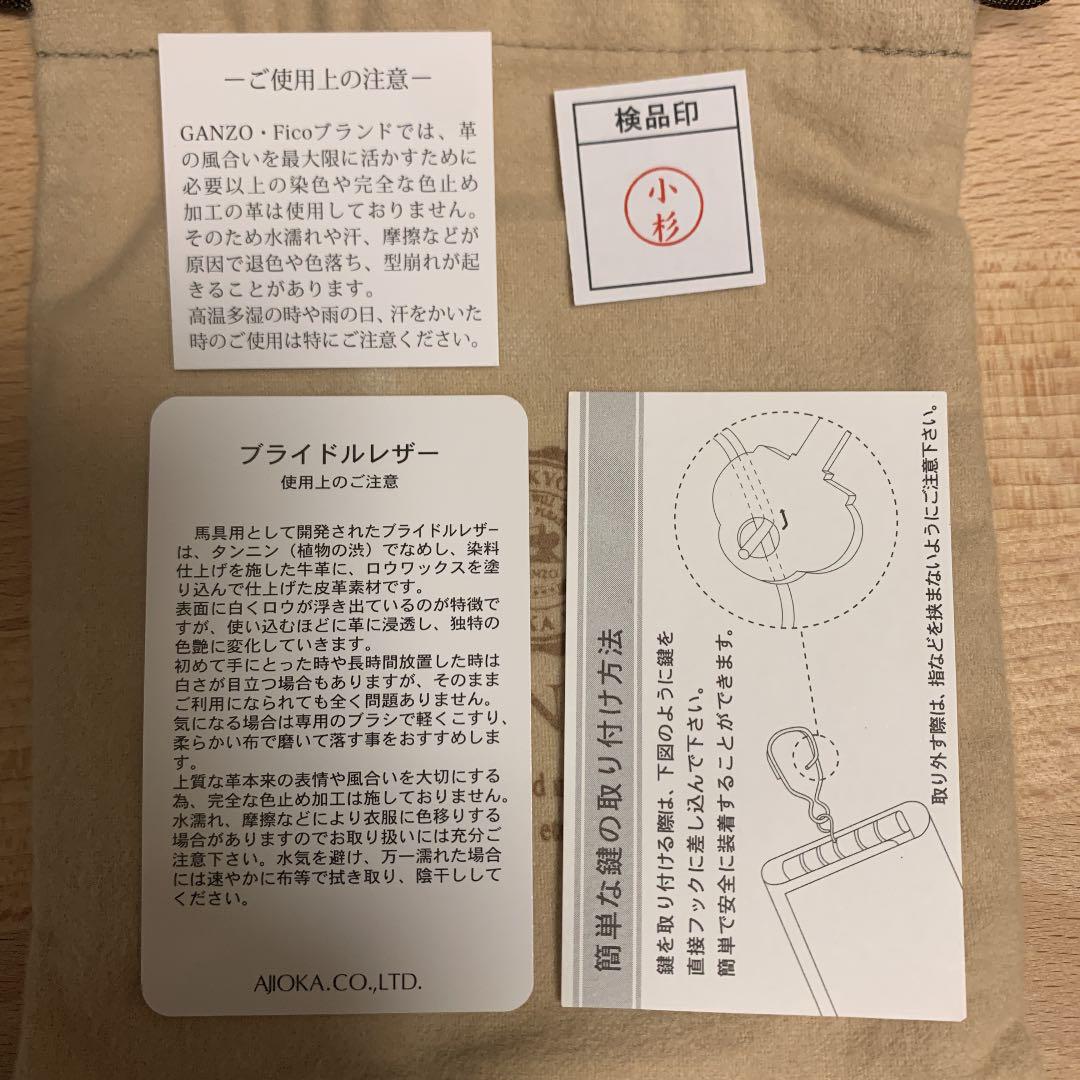 －ご使用上の注意－
GANZO・Ficoブランドでは、革
の風合いを最大限に活かすために
必要以上の染色や完全な色止め
加工の革は使用しておりません。
そのため水濡れや汗、摩擦などが
原因で退色や色落ち、型崩れが起
きることがあります。
高温多湿の時や雨の日、汗をかいた
時のご使用は特にご注意ください。
検品印
小
杉
ブライドルレザー
使用上のご注意
馬具用として開発されたブライドルレザー
は、タンニン（植物の渋）でなめし、染料
仕上げを施した牛革に、ロウワックスを塗
り込んで仕上げた皮革素材です。
表面に白くロウが浮き出ているのが特徴で
すが、使い込むほどに革に浸透し、独特の
色艶に変化していきます。
初めて手にとった時や長時間放置した時は
白さが目立つ場合もありますが、そのまま
ご利用になられても全く問題ありません。
気になる場合は専用のブラシで軽くこすり、
柔らかい布で磨いて落す事をおすすめしま
す。
上質な革本来の表情や風合いを大切にする
為、完全な色止め加工は施しておりません。
水濡れ、摩擦などにより衣服に色移りする
場合がありますのでお取り扱いには充分ご
注意下さい。水気を避け、万一濡れた場合
には速やかに布等で拭き取り、陰干しして
ください。
AJIOKA.CO.,LTD.
簡単な鍵の取り付け方法
鍵を取り付ける際は、下図のように鍵を
直接フックに差し込んで下さい。
簡単で安全に装着することができます。
取り外す際は、指などを挟まないようにご注意下さい。